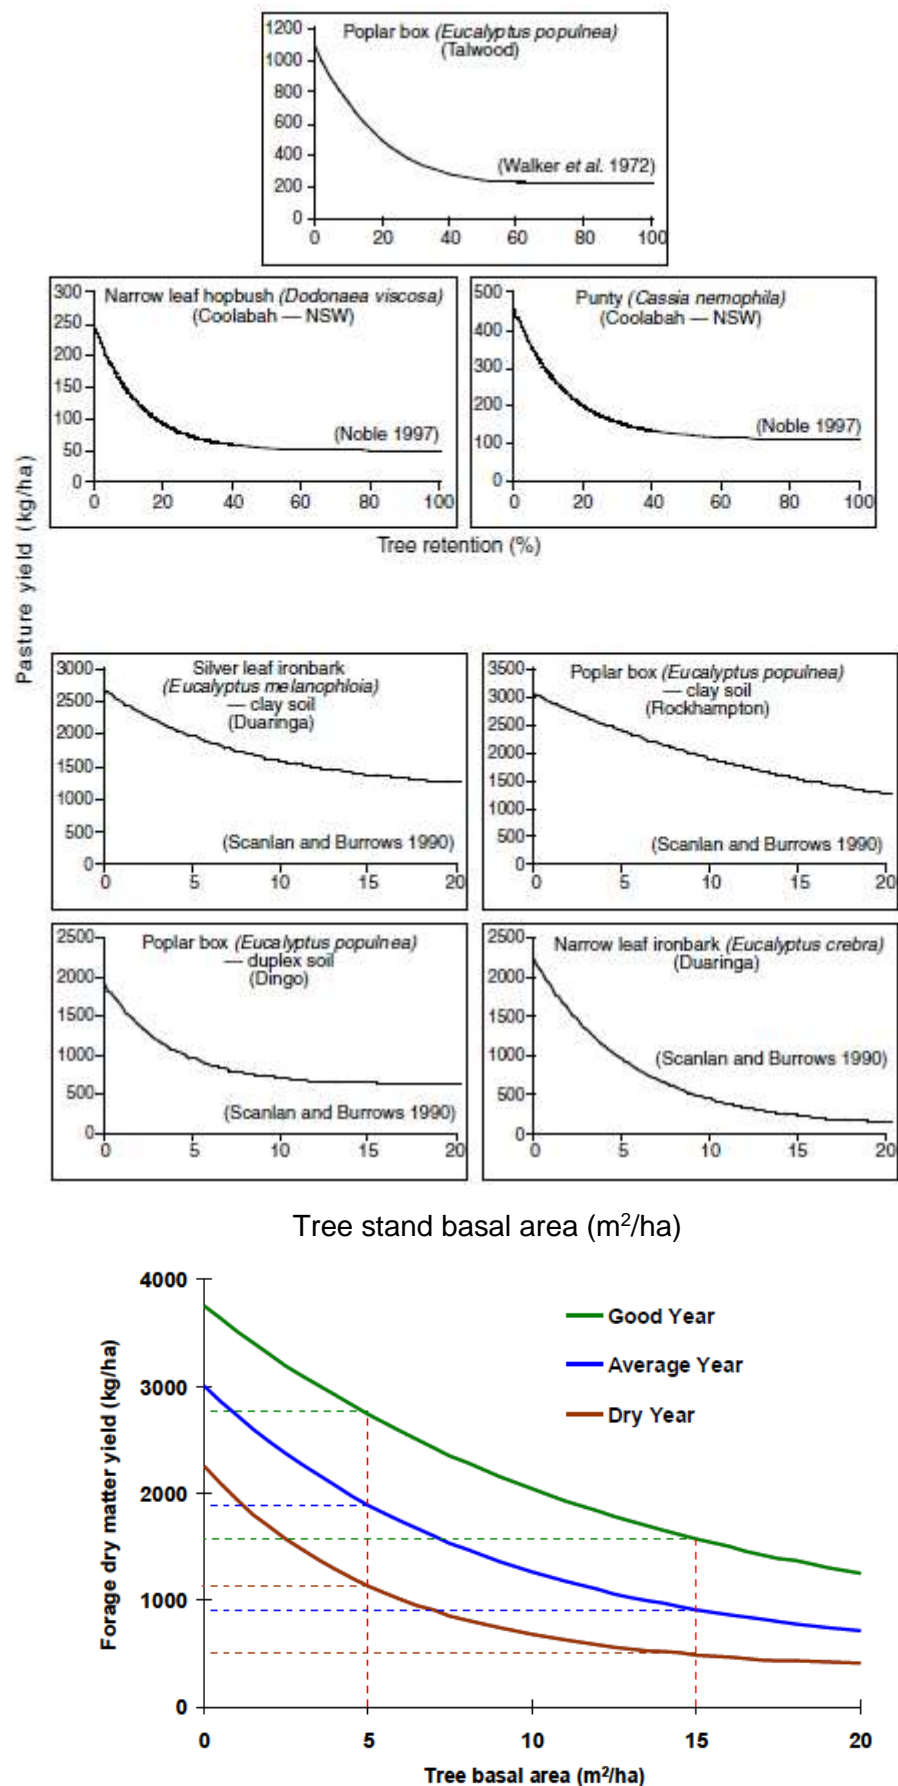 Pasture yield (kg/ha)
Poplar box (Eucalyptus populnea)
(Talwood)
(Walker et al. 1972)
1200
1000
800
600
400
200
0
0 20 40 60 80 100
Narrow leaf hopbush (Dodonaea viscosa)
(Coolabah — NSW)
(Noble 1997)
300
250
200
150
100
50
0
0 20 40 60 80 100
Punty (Cassia nemophila)
(Coolabah — NSW)
(Noble 1997)
500
400
300
200
100
0
0 20 40 60 80 100
Tree retention (%)
Silver leaf ironbark
(Eucalyptus melanophloia)
— clay soil
(Duaringa)
(Scanlan and Burrows 1990)
3000
2500
2000
1500
1000
500
0
0 5 10 15 20
Poplar box (Eucalyptus populnea)
— clay soil
(Rockhampton)
(Scanlan and Burrows 1990)
3500
3000
2500
2000
1500
1000
500
0
0 5 10 15 20
Poplar box (Eucalyptus populnea)
— duplex soil
(Dingo)
(Scanlan and Burrows 1990)
2500
2000
1500
1000
500
0
0 5 10 15 20
Narrow leaf ironbark (Eucalyptus crebra)
(Duaringa)
(Scanlan and Burrows 1990)
2500
2000
1500
1000
500
0
0 5 10 15 20
Tree stand basal area (m²/ha)
Forage dry matter yield (kg/ha)
4000
3000
2000
1000
0
Good Year
Average Year
Dry Year
0 5 10 15 20
Tree basal area (m²/ha)